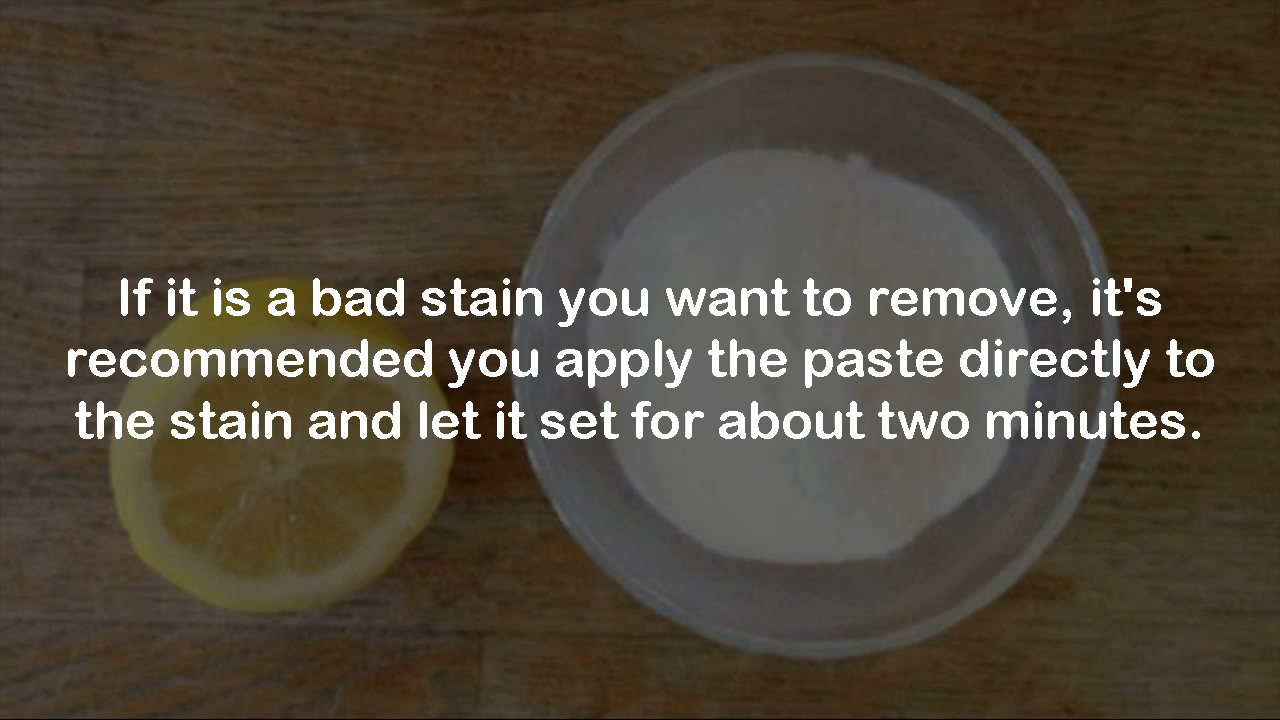 If it is a bad stain you want to remove, it's
recommended you apply the paste directly to
the stain and let it set for about two minutes.